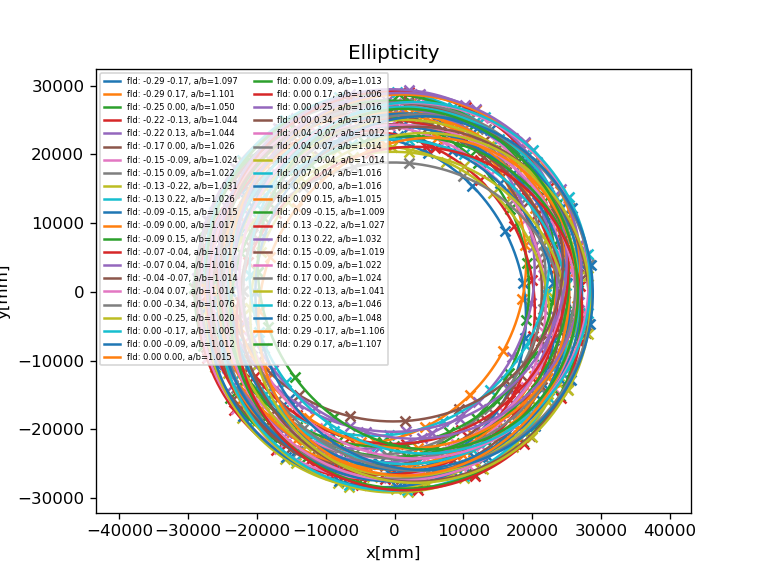 Ellipticity
fld: -0.29 -0.17, a/b=1.097
fld: -0.29 0.17, a/b=1.101
fld: -0.25 0.00, a/b=1.050
fld: -0.22 -0.13, a/b=1.044
fld: -0.22 0.13, a/b=1.044
fld: -0.17 0.00, a/b=1.026
fld: -0.15 -0.09, a/b=1.024
fld: -0.15 0.09, a/b=1.022
fld: -0.13 -0.22, a/b=1.031
fld: -0.13 0.22, a/b=1.026
fld: -0.09 -0.15, a/b=1.015
fld: -0.09 0.00, a/b=1.017
fld: -0.09 0.15, a/b=1.013
fld: -0.07 -0.04, a/b=1.017
fld: -0.07 0.04, a/b=1.016
fld: -0.04 -0.07, a/b=1.014
fld: -0.04 0.07, a/b=1.014
fld: 0.00 -0.34, a/b=1.076
fld: 0.00 -0.25, a/b=1.020
fld: 0.00 -0.17, a/b=1.005
fld: 0.00 -0.09, a/b=1.012
fld: 0.00 0.00, a/b=1.015
fld: 0.00 0.09, a/b=1.013
fld: 0.00 0.17, a/b=1.006
fld: 0.00 0.25, a/b=1.016
fld: 0.00 0.34, a/b=1.071
fld: 0.04 -0.07, a/b=1.012
fld: 0.04 0.07, a/b=1.014
fld: 0.07 -0.04, a/b=1.014
fld: 0.07 0.04, a/b=1.016
fld: 0.09 0.00, a/b=1.016
fld: 0.09 0.15, a/b=1.015
fld: 0.09 -0.15, a/b=1.009
fld: 0.13 -0.22, a/b=1.027
fld: 0.13 0.22, a/b=1.032
fld: 0.15 -0.09, a/b=1.019
fld: 0.15 0.09, a/b=1.022
fld: 0.17 0.00, a/b=1.024
fld: 0.22 -0.13, a/b=1.041
fld: 0.22 0.13, a/b=1.046
fld: 0.25 0.00, a/b=1.048
fld: 0.29 -0.17, a/b=1.106
fld: 0.29 0.17, a/b=1.107
30000
20000
10000
0
−10000
−20000
−30000
y[mm]
−40000 −30000 −20000 −10000 0 10000 20000 30000 40000
x[mm]